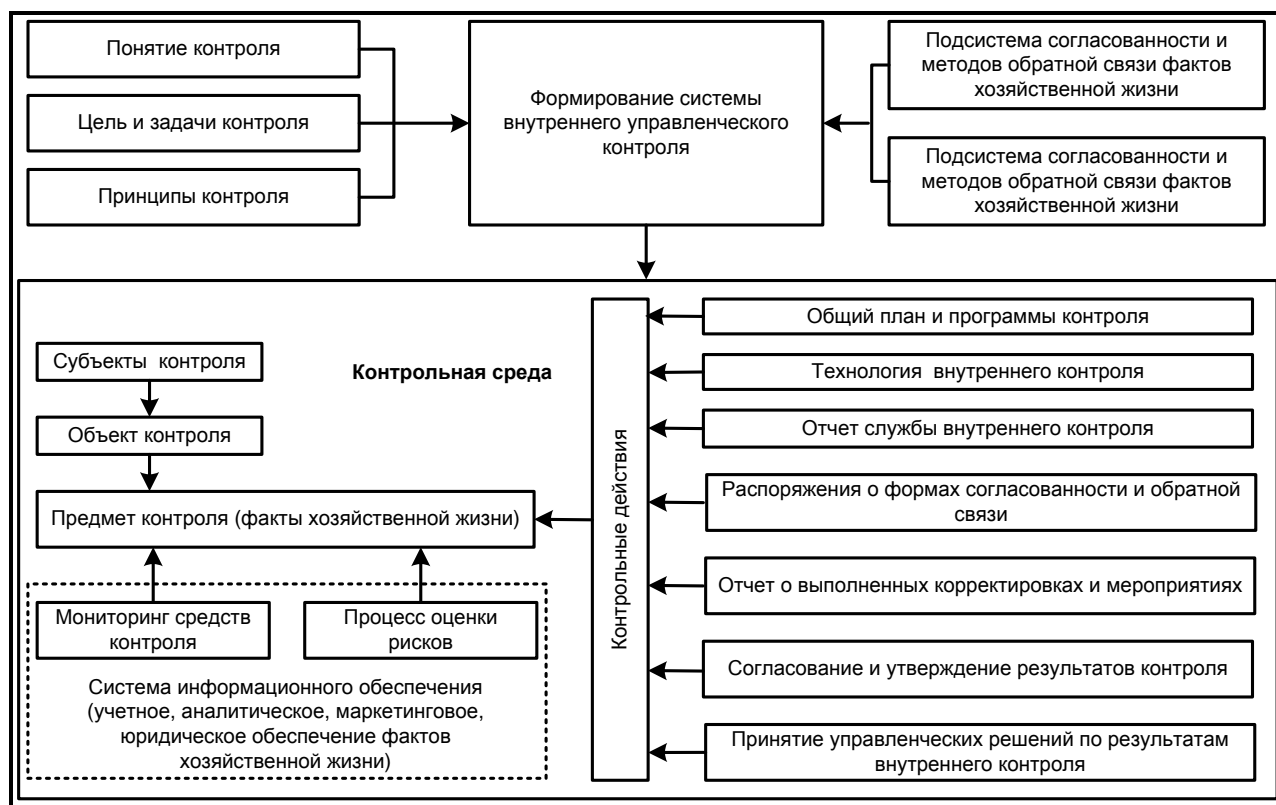 Понятие контроля
Цель и задачи контроля
Принципы контроля
Формирование системы
внутреннего управленческого
контроля
Подсистема согласованности и
методов обратной связи фактов
хозяйственной жизни
Подсистема согласованности и
методов обратной связи фактов
хозяйственной жизни
Субъекты контроля
Объект контроля
Контрольная среда
Предмет контроля (факты хозяйственной жизни)
Мониторинг средств
контроля
Процесс оценки
рисков
Система информационного обеспечения
(учетное, аналитическое, маркетинговое,
юридическое обеспечение фактов
хозяйственной жизни)
Контрольные действия
Общий план и программы контроля
Технология внутреннего контроля
Отчет службы внутреннего контроля
Распоряжения о формах согласованности и обратной
связи
Отчет о выполненных корректировках и мероприятиях
Согласование и утверждение результатов контроля
Принятие управленческих решений по результатам
внутреннего контроля